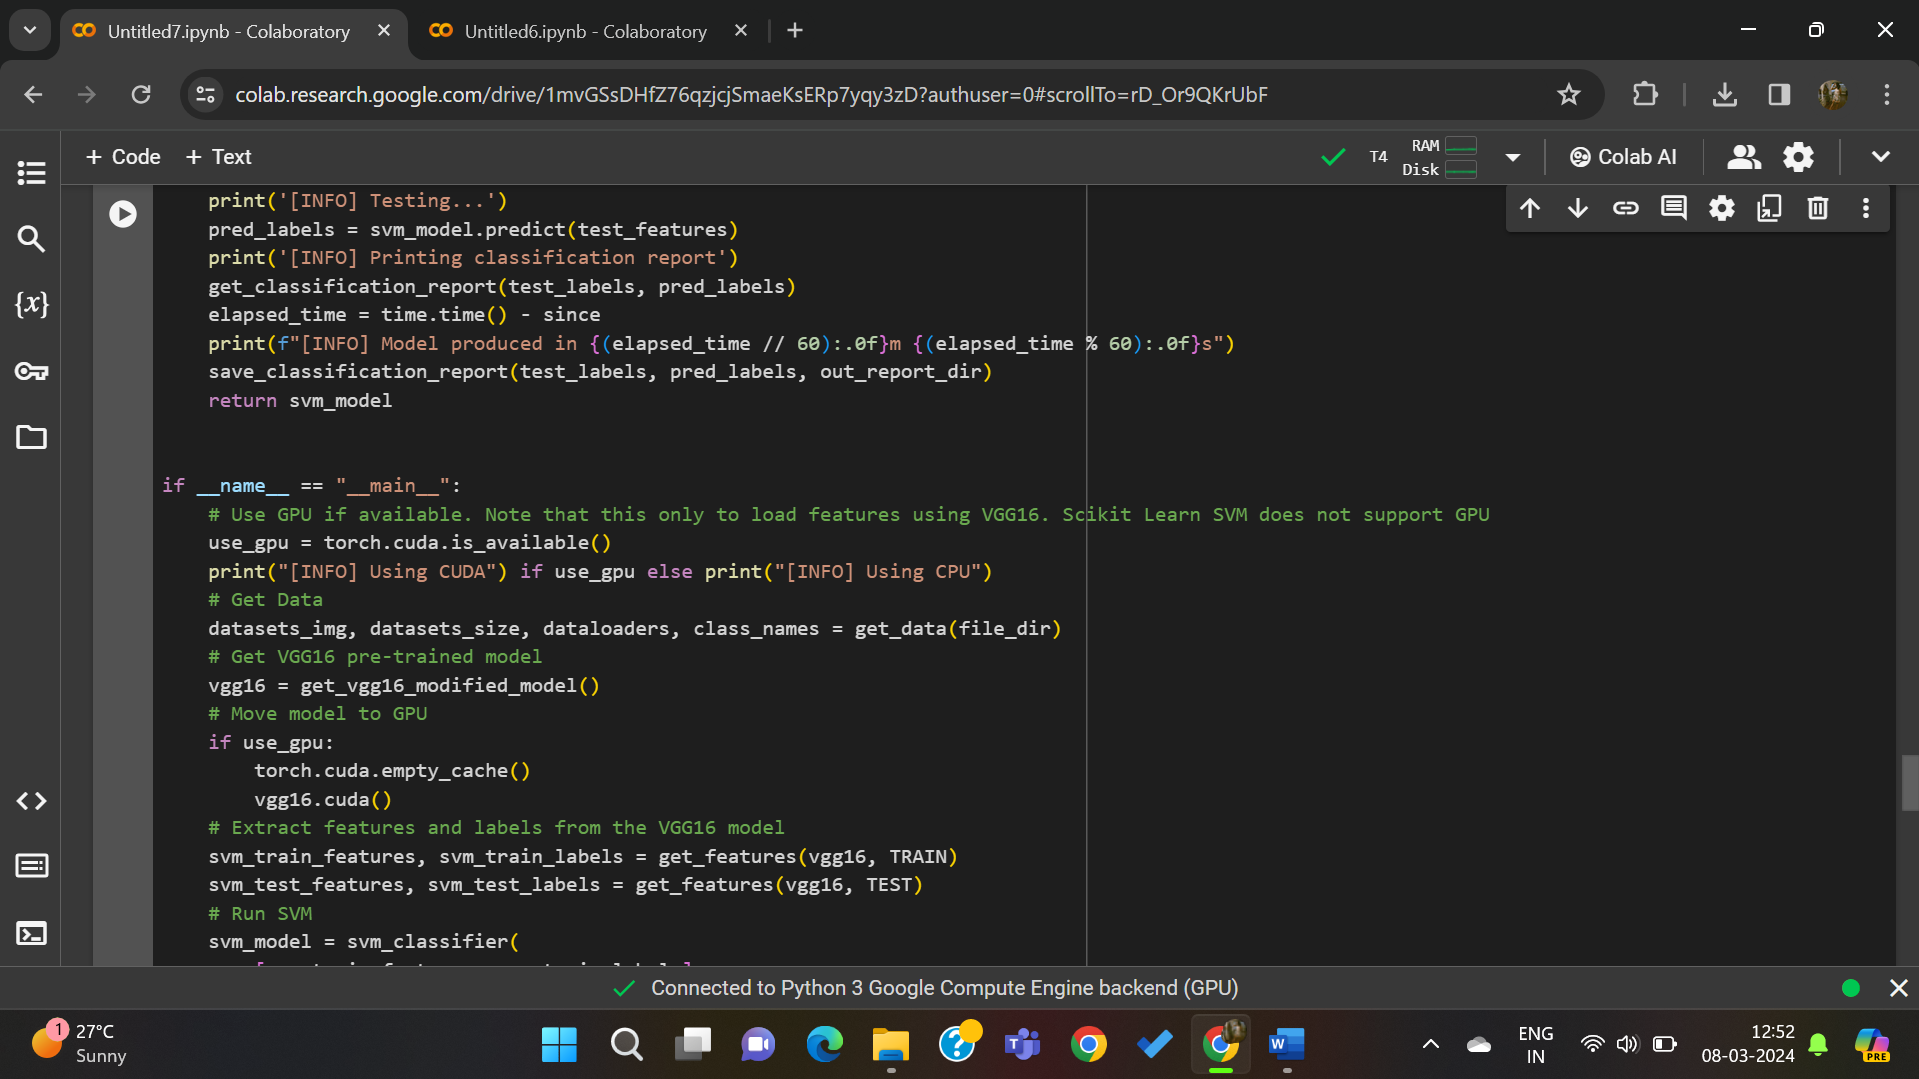 Untitled7.ipynb - Colaboratory
Untitled6.ipynb - Colaboratory
colab.research.google.com/drive/1mvGSsDHfZ76qzjcjSmaeKsERp7yqy3zD?authuser=0#scrollTo=rD_Or9QKrUbF
+ Code + Text
T4
RAM
Disk
Colab AI
print('[INFO] Testing...')
pred_labels = svm_model.predict(test_features)
print('[INFO] Printing classification report')
get_classification_report(test_labels, pred_labels)
elapsed_time = time.time() - since
print(f"[INFO] Model produced in {(elapsed_time // 60):.0f}m {(elapsed_time % 60):.0f}s")
save_classification_report(test_labels, pred_labels, out_report_dir)
return svm_model
if __name__ == "__main__":
# Use GPU if available. Note that this only to load features using VGG16. Scikit Learn SVM does not support GPU
use_gpu = torch.cuda.is_available()
print("[INFO] Using CUDA") if use_gpu else print("[INFO] Using CPU")
# Get Data
datasets_img, datasets_size, dataloaders, class_names = get_data(file_dir)
# Get VGG16 pre-trained model
vgg16 = get_vgg16_modified_model()
# Move model to GPU
if use_gpu:
torch.cuda.empty_cache()
vgg16.cuda()
# Extract features and labels from the VGG16 model
svm_train_features, svm_train_labels = get_features(vgg16, TRAIN)
svm_test_features, svm_test_labels = get_features(vgg16, TEST)
# Run SVM
svm_model = svm_classifier(
Connected to Python 3 Google Compute Engine backend (GPU)
1
27°C
Sunny
ENG
IN
12:52
08-03-2024
PRE